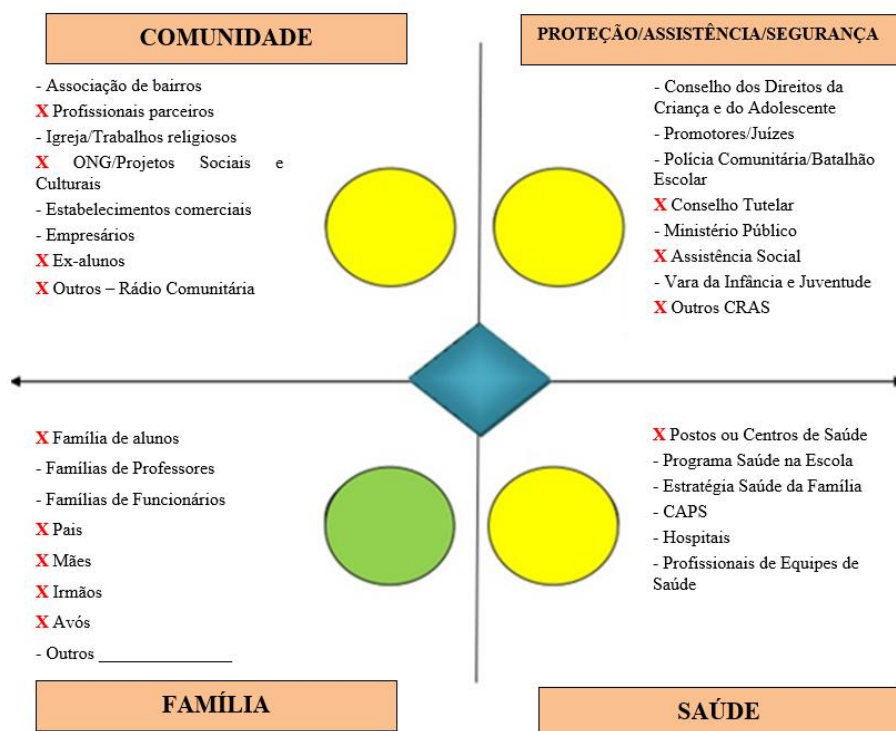 COMUNIDADE
- Associação de bairros
X Profissionais parceiros
- Igreja/Trabalhos religiosos
X ONG/Projetos Sociais e
Culturais
- Estabelecimentos comerciais
- Empresários
X Ex-alunos
X Outros – Rádio Comunitária
PROTEÇÃO/ASSISTÊNCIA/SEGURANÇA
- Conselho dos Direitos da
Criança e do Adolescente
- Promotores/Juízes
- Polícia Comunitária/Batalhão
Escolar
X Conselho Tutelar
- Ministério Público
X Assistência Social
- Vara da Infância e Juventude
X Outros CRAS
X Família de alunos
- Famílias de Professores
- Famílias de Funcionários
X Pais
X Mães
X Irmãos
X Avós
- Outros _______________
FAMÍLIA
X Postos ou Centros de Saúde
- Programa Saúde na Escola
- Estratégia Saúde da Família
- CAPS
- Hospitais
- Profissionais de Equipes de
Saúde
SAÚDE